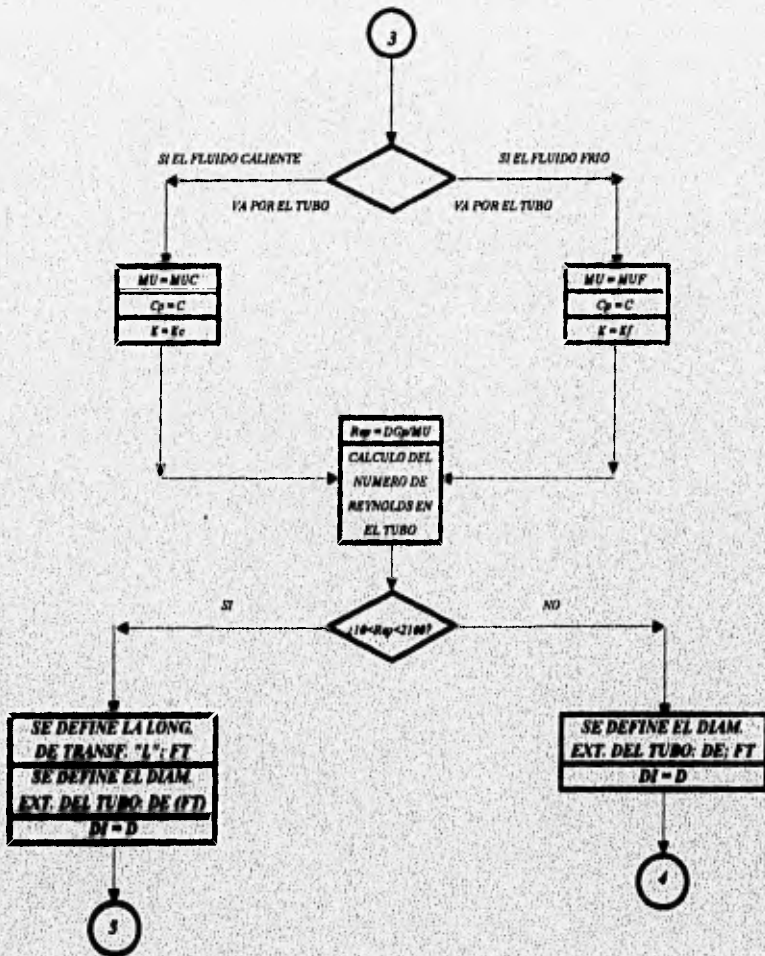 3
SI EL FLUIDO CALIENTE
VA POR EL TUBO
SI EL FLUIDO FRIO
VA POR EL TUBO
MU = MUC
Cp = C
K = Kc
MU = MUF
Cp = C
K = Kf
Rep = DGp/MU
CALCULO DEL
NUMERO DE
REYNOLDS EN
EL TUBO
SI
NO
¿10<Rep<2100?
SE DEFINE LA LONG.
DE TRANSF. "L"; FT
SE DEFINE EL DIAM.
EXT. DEL TUBO: DE (FT)
DI = D
SE DEFINE EL DIAM.
EXT. DEL TUBO: DE; FT
DI = D
5
4